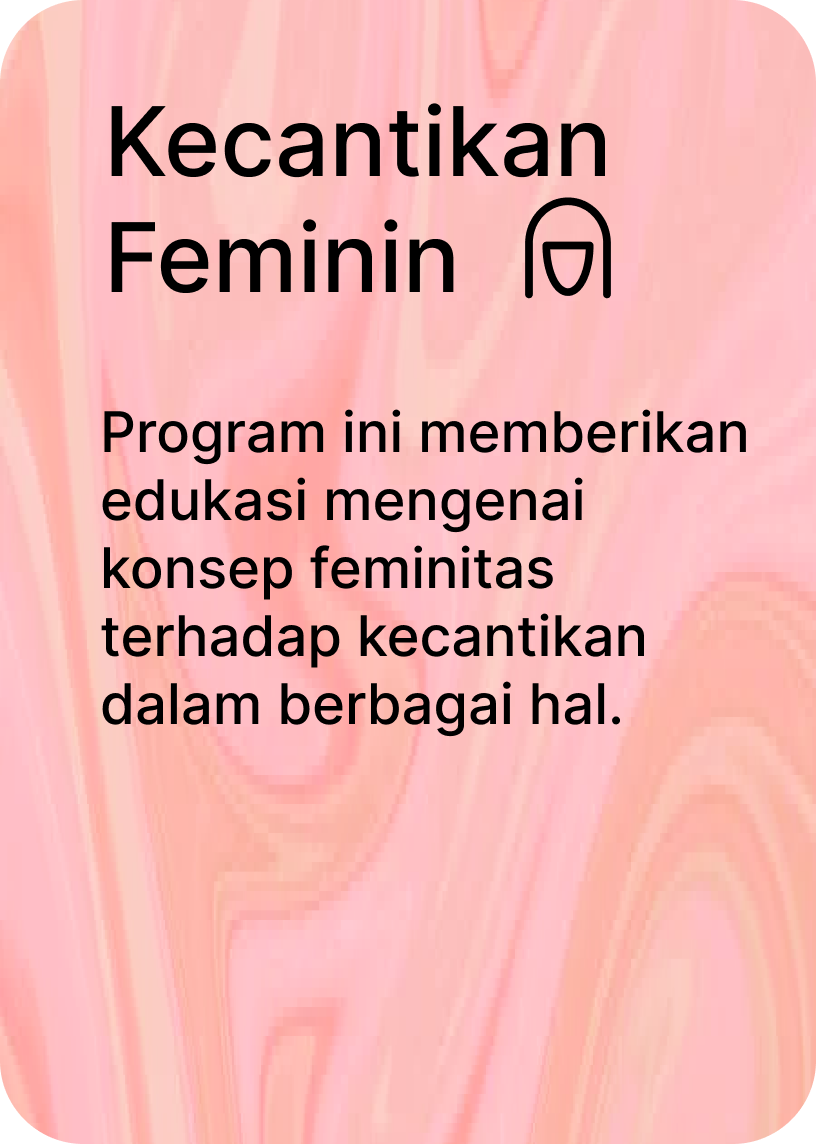 Kecantikan
Feminin
Program ini memberikan
edukasi mengenai
konsep feminitas
terhadap kecantikan
dalam berbagai hal.